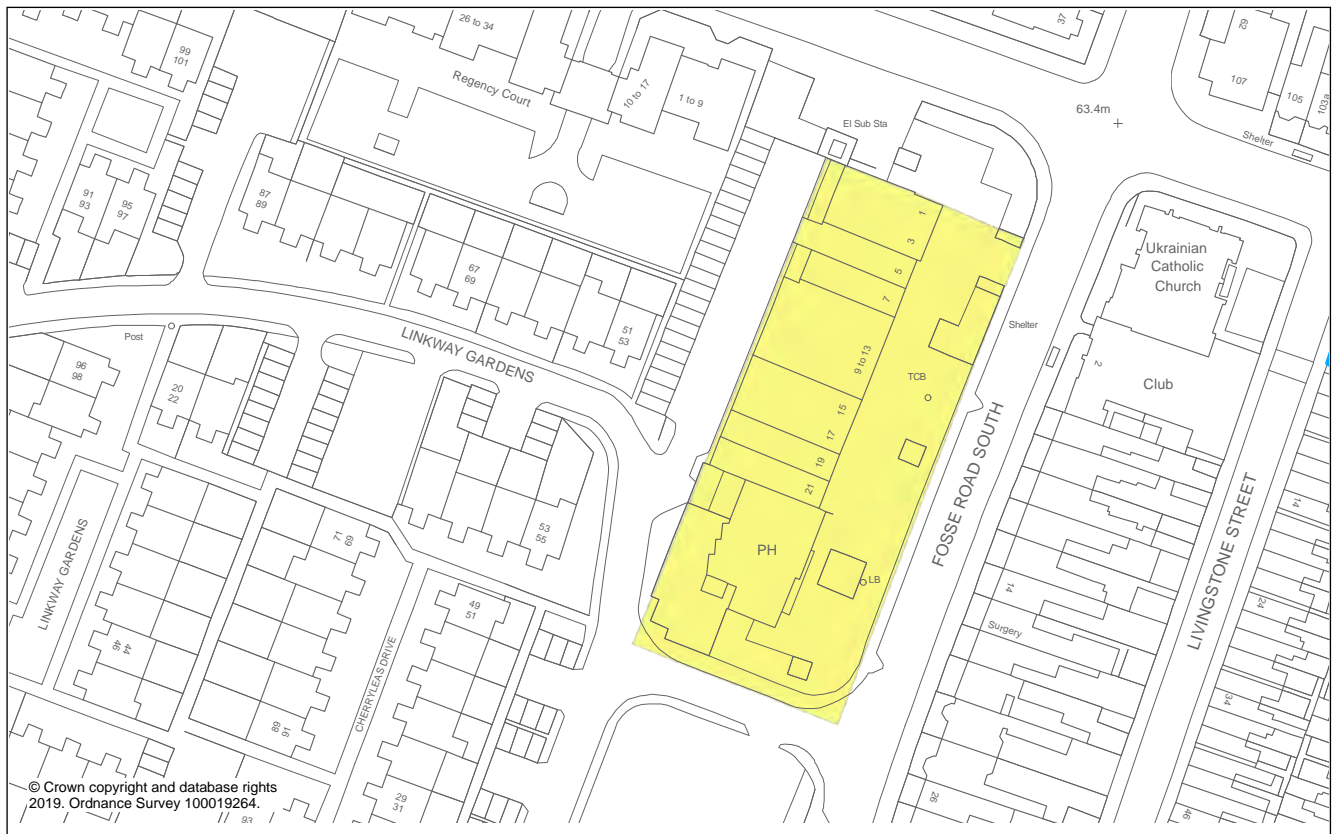 99
101
26 to 34
37
62
107
105
103a
Regency Court
10 to 17
1 to 9
63.4m
El Sub Sta
Shelter
91
93
95
97
87
89
1
3
5
7
9 to 13
15
17
19
21
Ukrainian
Catholic
Church
67
69
51
53
LINKWAY GARDENS
Post
Shelter
TCB
2
Club
96
98
20
22
FOSSE ROAD SOUTH
LIVINGSTONE STREET
14
24
34
46
53
55
71
69
PH
LB
LINKWAY GARDENS
49
51
14
Surgery
26
44
46
CHERRYLEAS DRIVE
89
91
29
31
93
© Crown copyright and database rights
2019. Ordnance Survey 100019264.